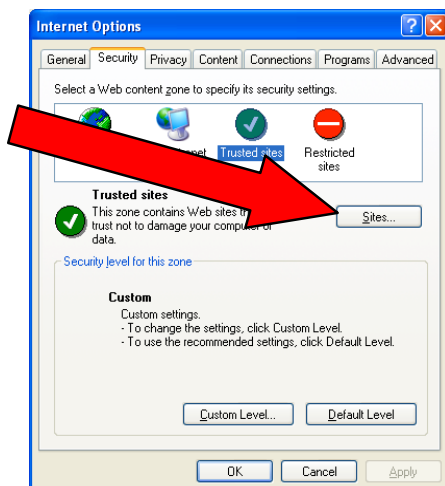 Internet Options
General Security Privacy Content Connections Programs Advanced
Select a Web content zone to specify its security settings.
Trusted sites Restricted
sites
Trusted
sites
This zone contains Web sites
trust not to damage your computer or
data.
Sites...
Security level for this zone
Custom
Custom settings.
- To change the settings, click Custom Level.
- To use the recommended settings, click Default Level.
Custom Level... Default Level
OK Cancel Apply